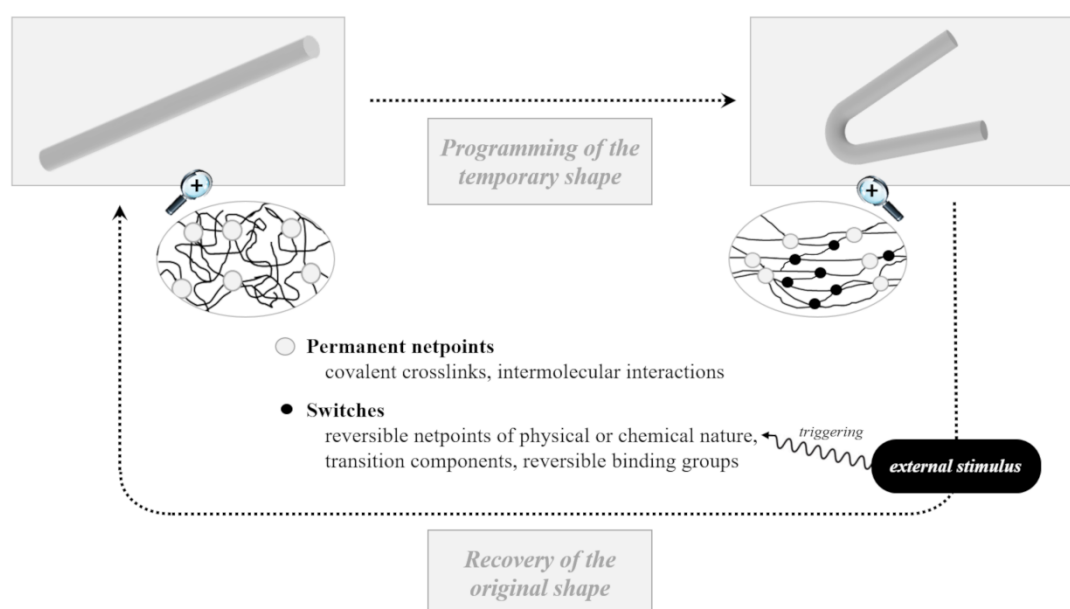 Programming of the
temporary shape
Permanent netpoints
covalent crosslinks, intermolecular interactions
Switches
reversible netpoints of physical or chemical nature,
transition components, reversible binding groups
triggering
external stimulus
Recovery of the
original shape